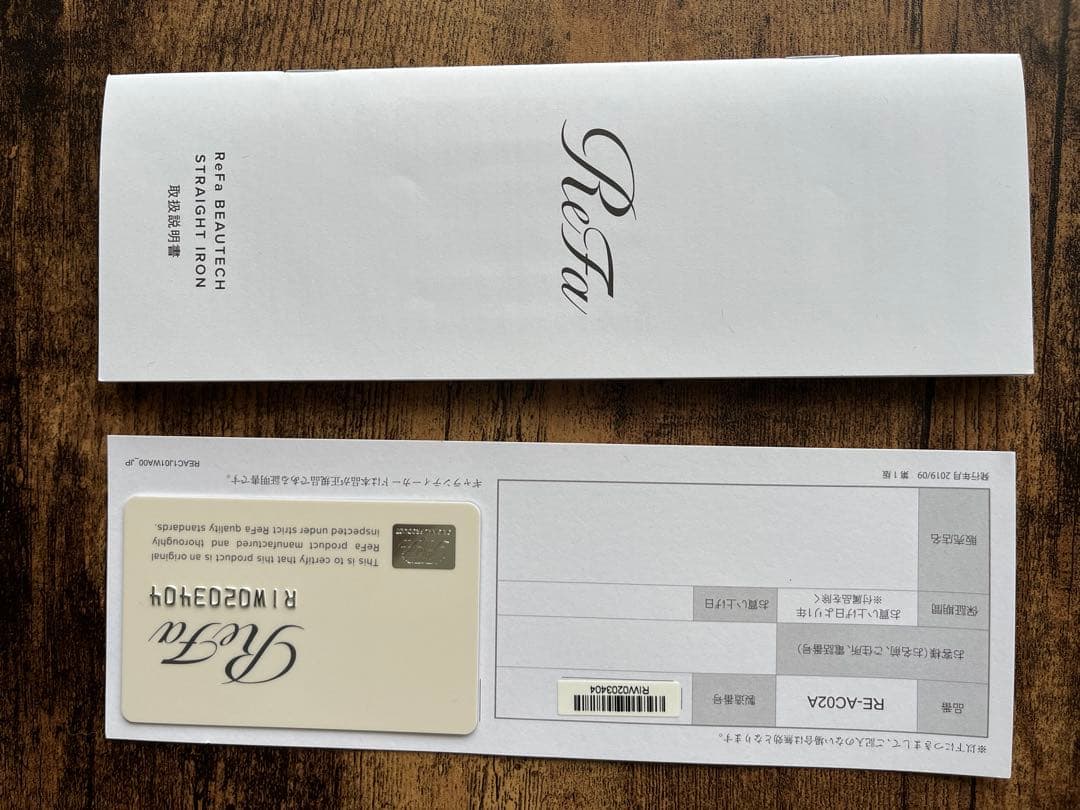 ReFa
ReFa BEAUTECH
STRAIGHT IRON
取扱説明書
※以下につきましてご記入のない場合は無効となります。
品番
RE-AC02A
製造番号
RIW0203404
お客様(お名前、ご住所、電話番号)
保証期間
お買い上げ日より1年
※付属品を除く
お買い上げ日
販売店名
発行年月 2019/09 第1版
ReFa
RIW0203404
This is to certify that this product is an original
ReFa product manufactured and thoroughly
inspected under strict ReFa quality standards.
ギャランティーカードは本品が正規品である証明書です。
REAC1J01WA00_JP